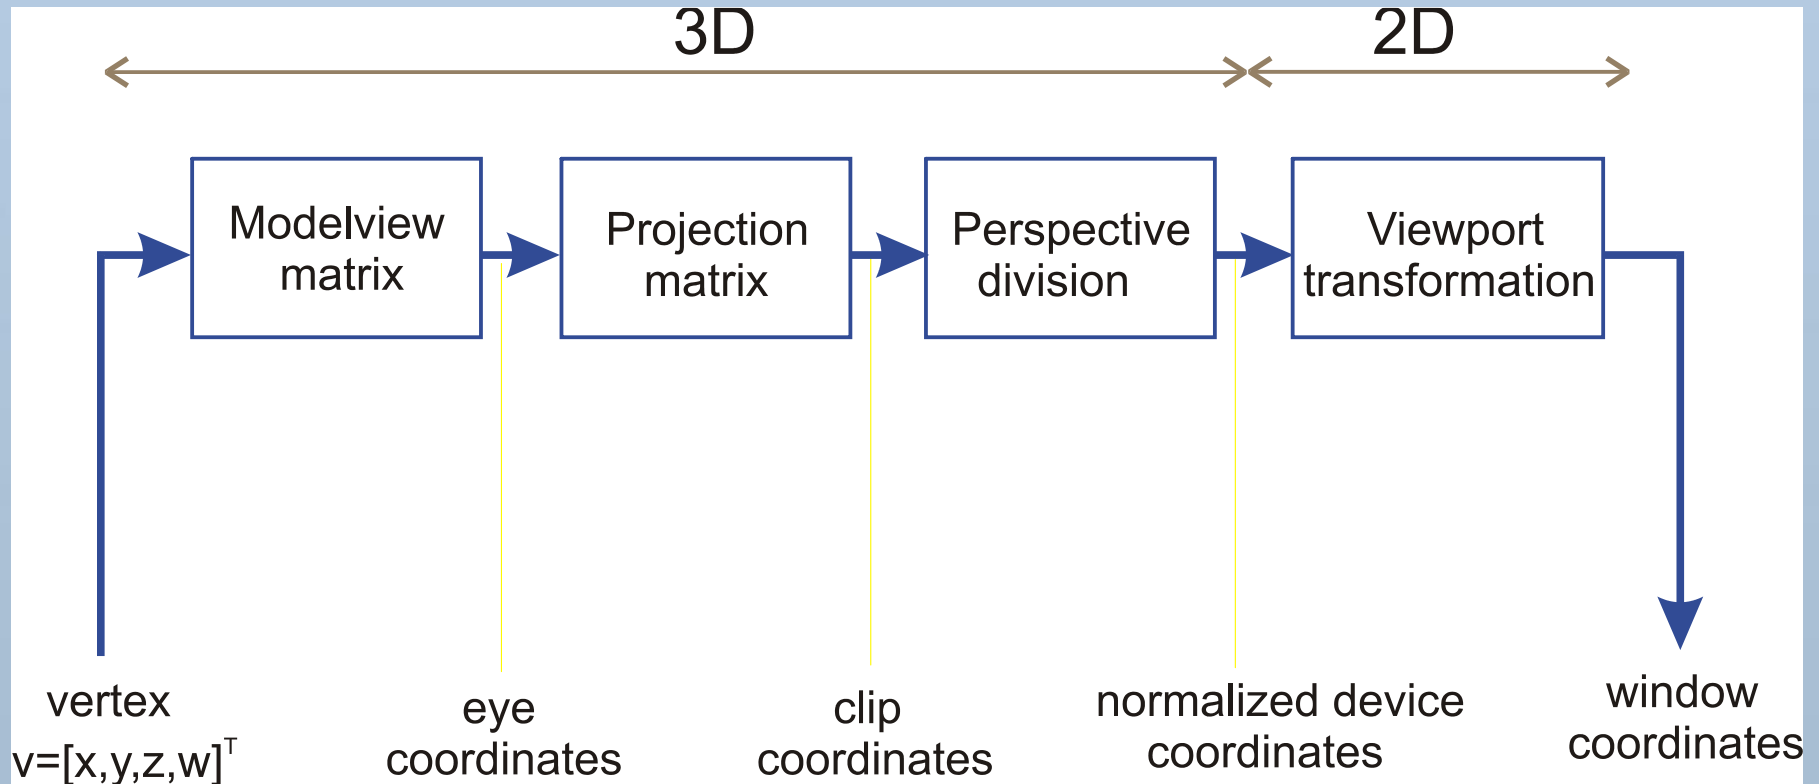 3D
2D
Modelview
matrix
Projection
matrix
Perspective
division
Viewport
transformation
vertex
v=[x,y,z,w]ᵀ
eye
coordinates
clip
coordinates
normalized device
coordinates
window
coordinates